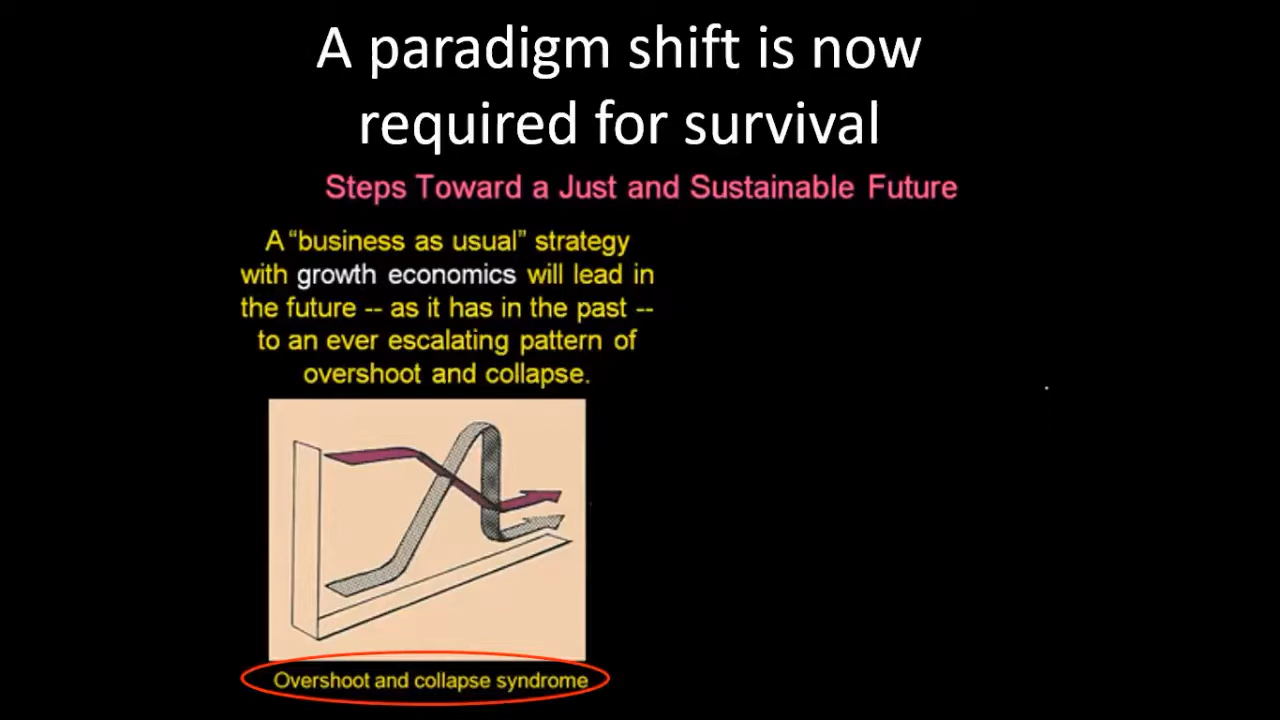 A paradigm shift is now
required for survival
Steps Toward a Just and Sustainable Future
A “business as usual” strategy
with growth economics will lead in
the future -- as it has in the past --
to an ever escalating pattern of
overshoot and collapse.
Overshoot and collapse syndrome